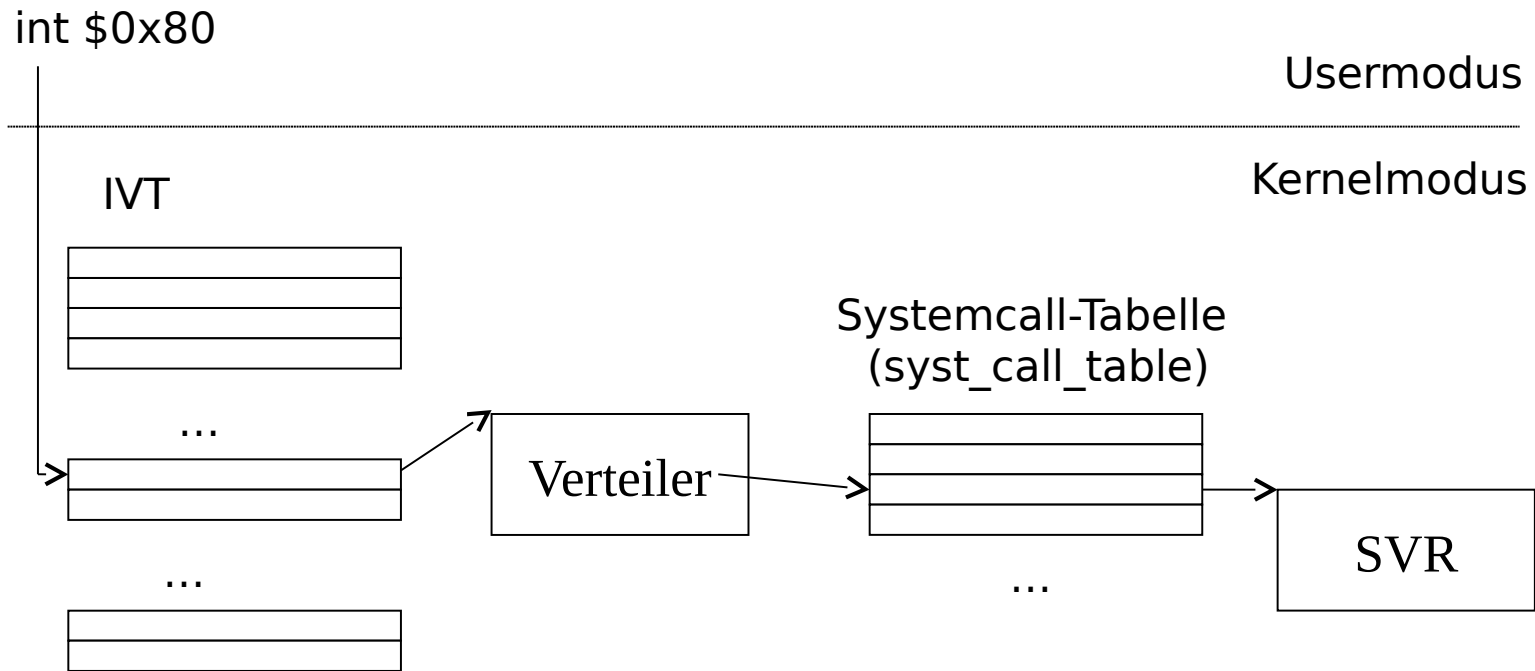 int $0x80
Usermodus
Kernelmodus
IVT
Systemcall-Tabelle
(syst_call_table)
...
Verteiler
SVR
...
...